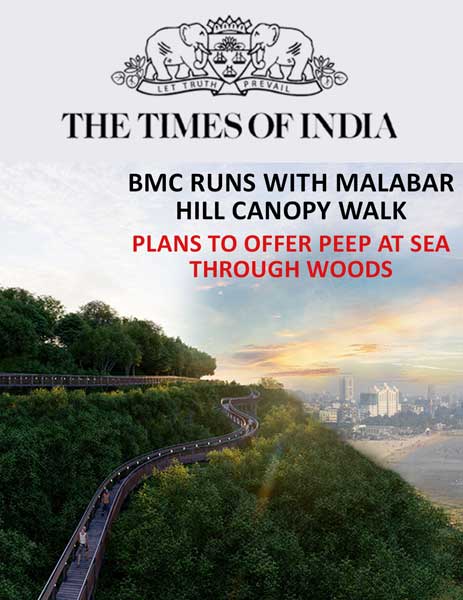 LET TRUTH PREVAIL
THE TIMES OF INDIA
BMC RUNS WITH MALABAR
HILL CANOPY WALK
PLANS TO OFFER PEEP AT SEA
THROUGH WOODS